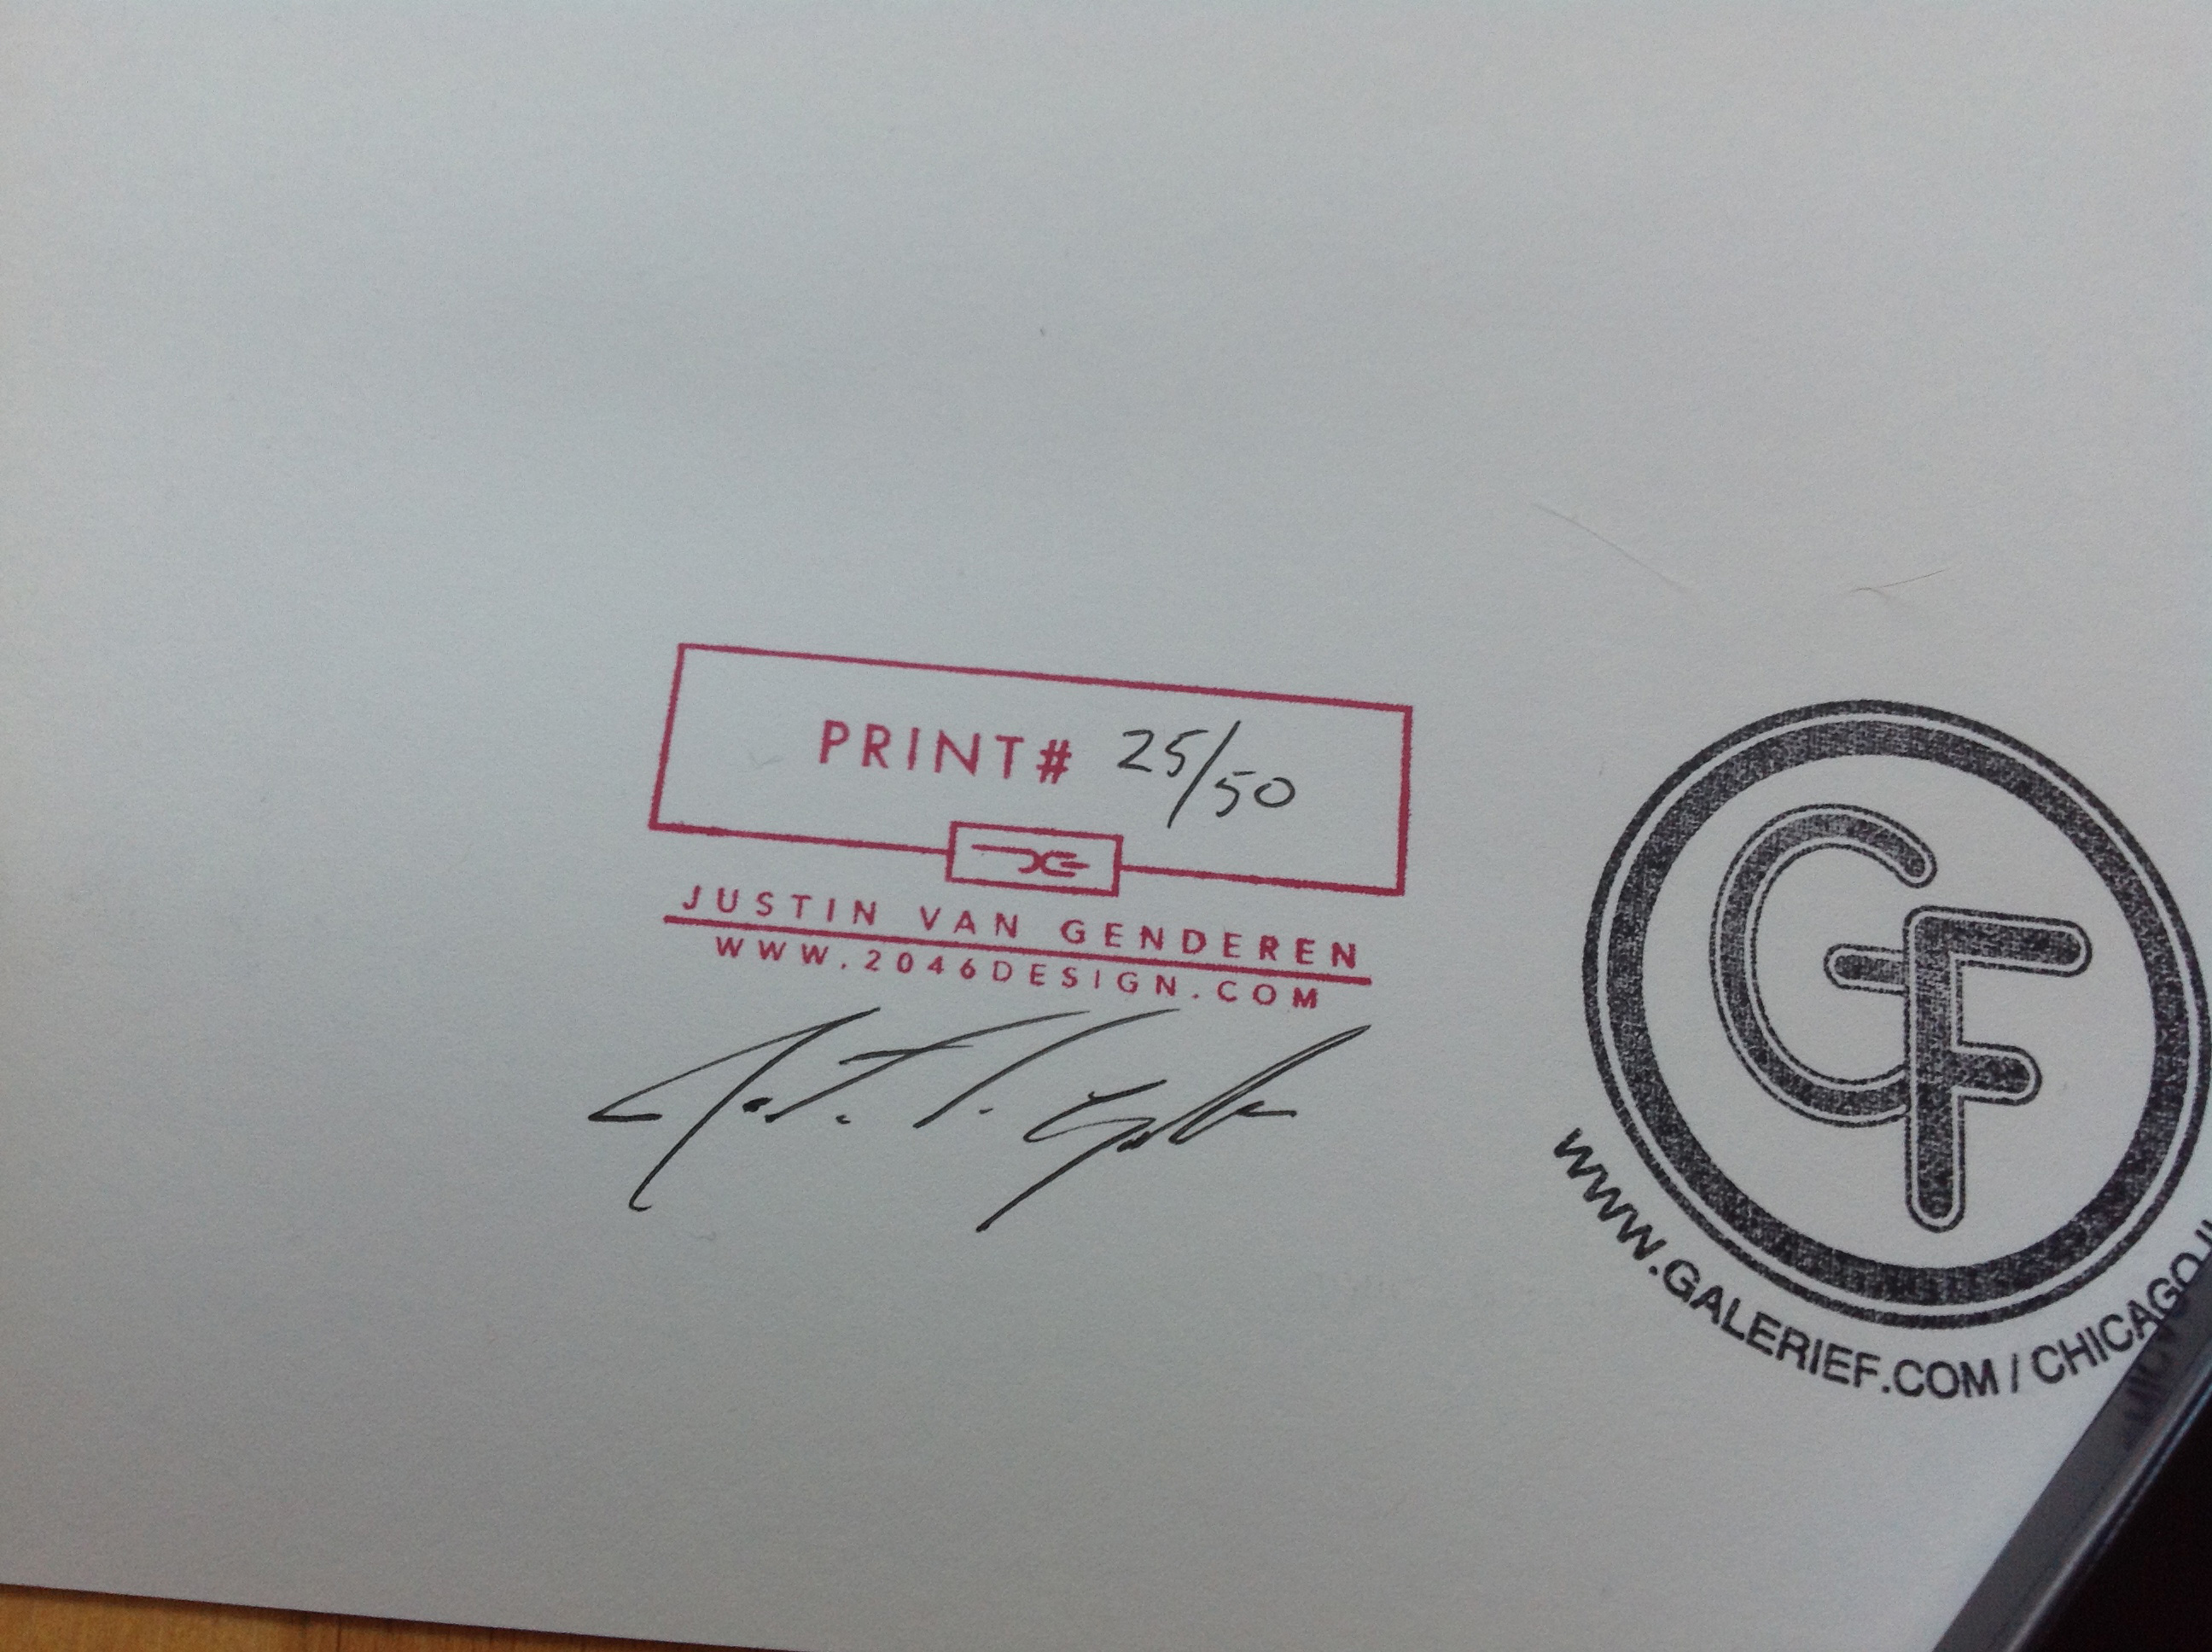 PRINT# 25/50
JUSTIN VAN GENDEREN
WWW.2046DESIGN.COM
GF
WWW.GALERIEF.COM / CHICAGO